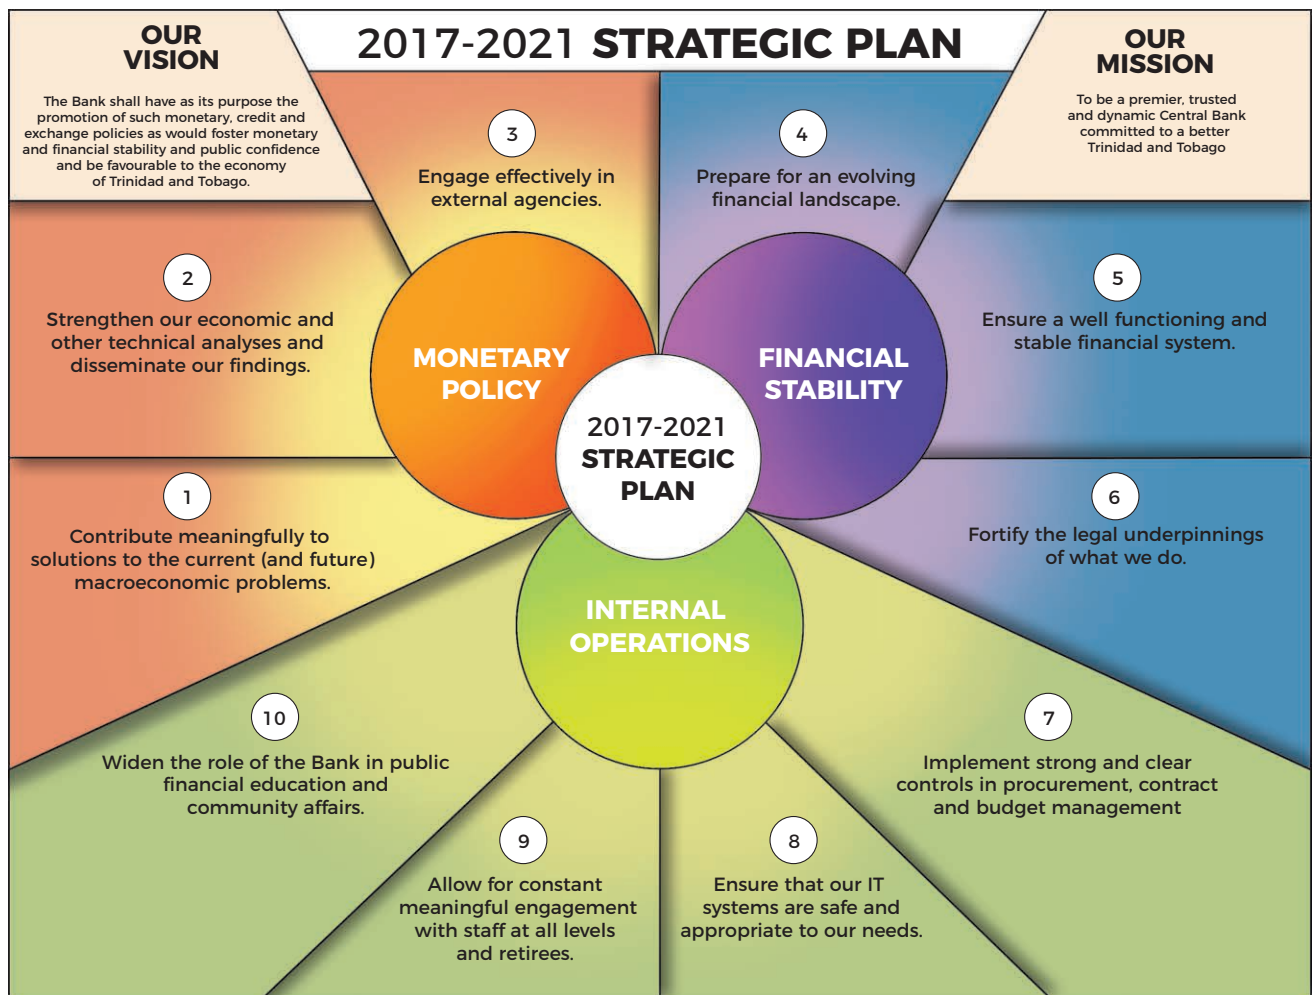 2017-2021 STRATEGIC PLAN
OUR
VISION
The Bank shall have as its purpose the
promotion of such monetary, credit and
exchange policies as would foster monetary
and financial stability and public confidence
and be favourable to the economy
of Trinidad and Tobago.
OUR
MISSION
To be a premier, trusted
and dynamic Central Bank
committed to a better
Trinidad and Tobago
3
Engage effectively in
external agencies.
4
Prepare for an evolving
financial landscape.
2
Strengthen our economic and
other technical analyses and
disseminate our findings.
5
Ensure a well functioning and
stable financial system.
MONETARY
POLICY
FINANCIAL
STABILITY
2017-2021
STRATEGIC
PLAN
1
Contribute meaningfully to
solutions to the current (and future)
macroeconomic problems.
6
Fortify the legal underpinnings
of what we do.
INTERNAL
OPERATIONS
10
Widen the role of the Bank in public
financial education and
community affairs.
7
Implement strong and clear
controls in procurement, contract
and budget management
9
Allow for constant
meaningful engagement
with staff at all levels
and retirees.
8
Ensure that our IT
systems are safe and
appropriate to our needs.